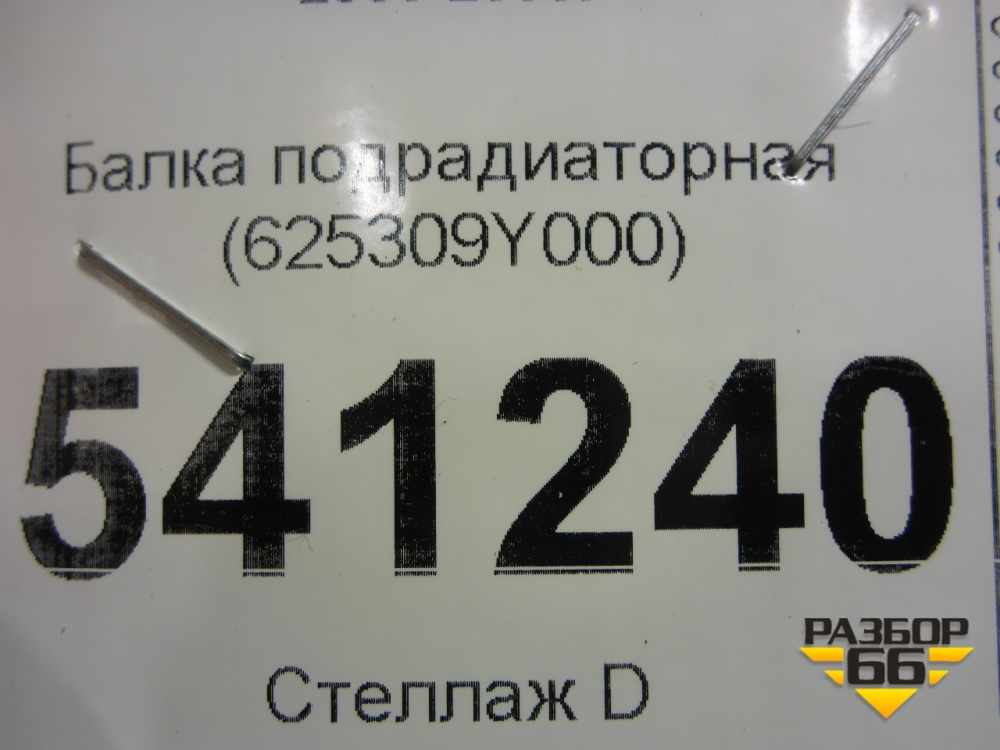 Балка подрадиаторная
(625309Y000)
541240
Стеллаж D
РАЗБОР
66